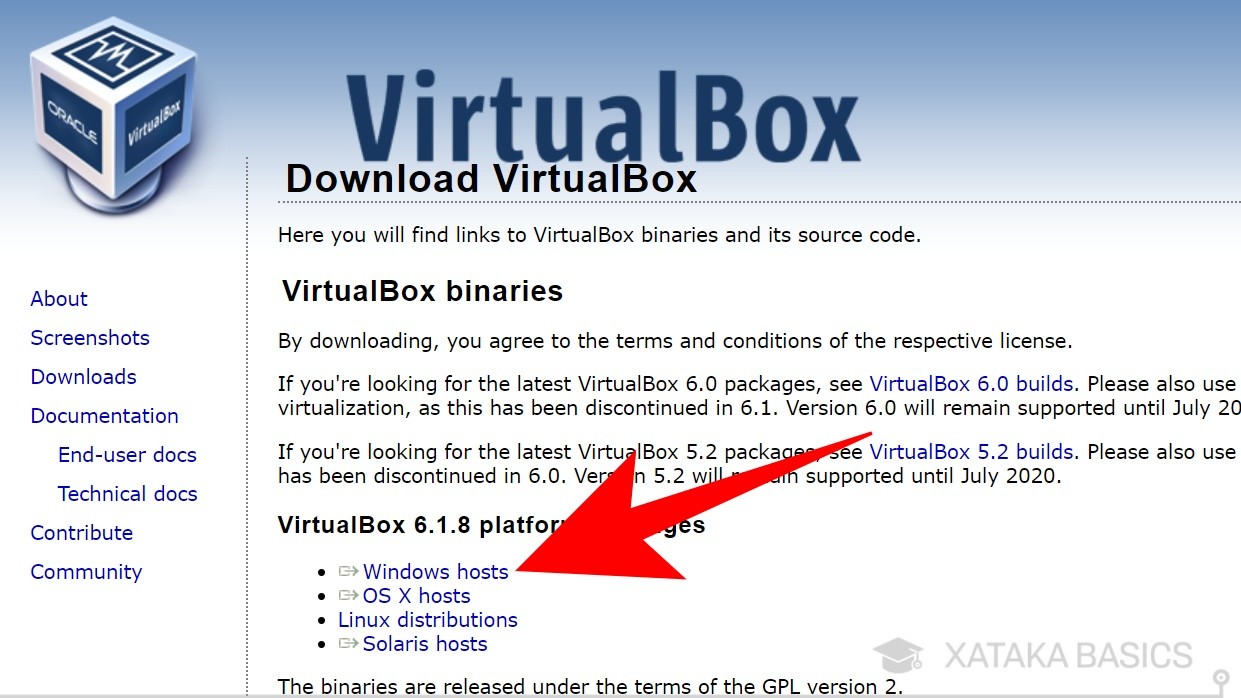 ORACLE
VirtualBox
VirtualBox
Download VirtualBox
Here you will find links to VirtualBox binaries and its source code.
VirtualBox binaries
By downloading, you agree to the terms and conditions of the respective license.
If you're looking for the latest VirtualBox 6.0 packages, see VirtualBox 6.0 builds. Please also use
virtualization, as this has been discontinued in 6.1. Version 6.0 will remain supported until July 20
If you're looking for the latest VirtualBox 5.2 packages, see VirtualBox 5.2 builds. Please also use
has been discontinued in 6.0. Version 5.2 will remain supported until July 2020.
VirtualBox 6.1.8 platform
Windows hosts
OS X hosts
Linux distributions
Solaris hosts
The binaries are released under the terms of the GPL version 2.
About
Screenshots
Downloads
Documentation
End-user docs
Technical docs
Contribute
Community
XATAKA BASICS